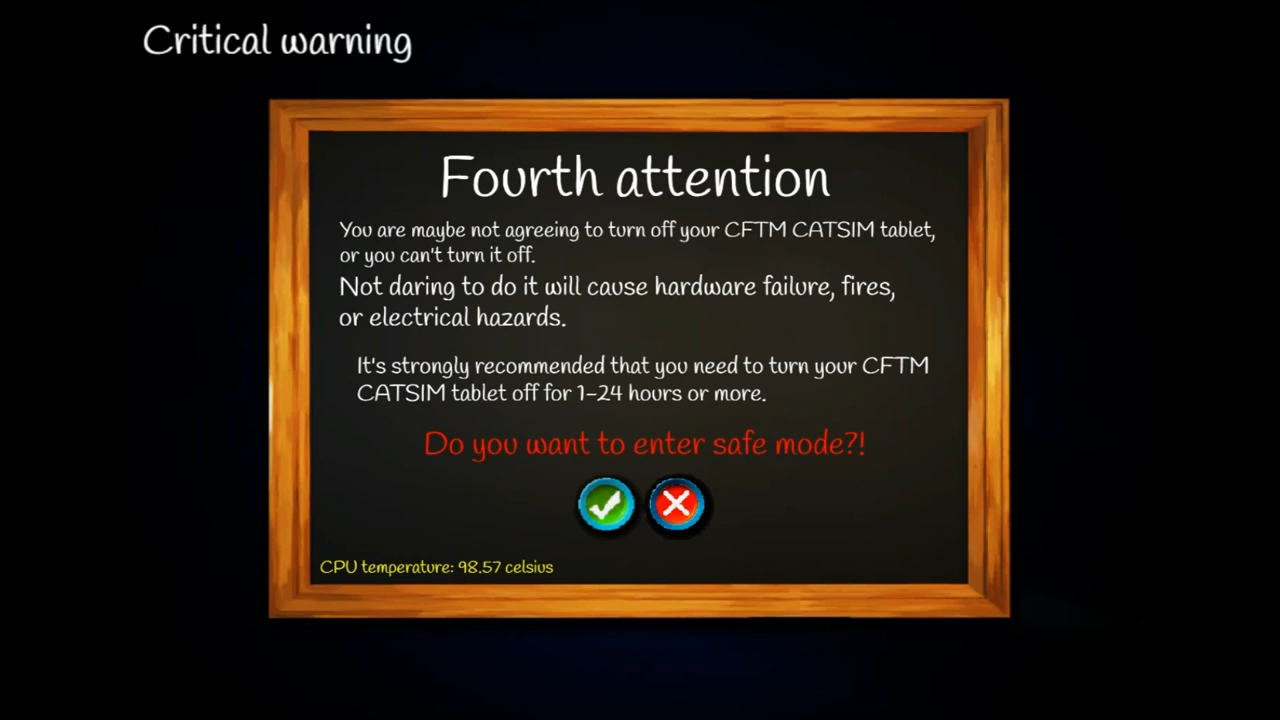 Critical warning
Fourth attention
You are maybe not agreeing to turn off your CFTM CATSIM tablet,
or you can't turn it off.
Not daring to do it will cause hardware failure, fires,
or electrical hazards.
It's strongly recommended that you need to turn your CFTM
CATSIM tablet off for 1-24 hours or more.
Do you want to enter safe mode?!
CPU temperature: 98.57 celsius